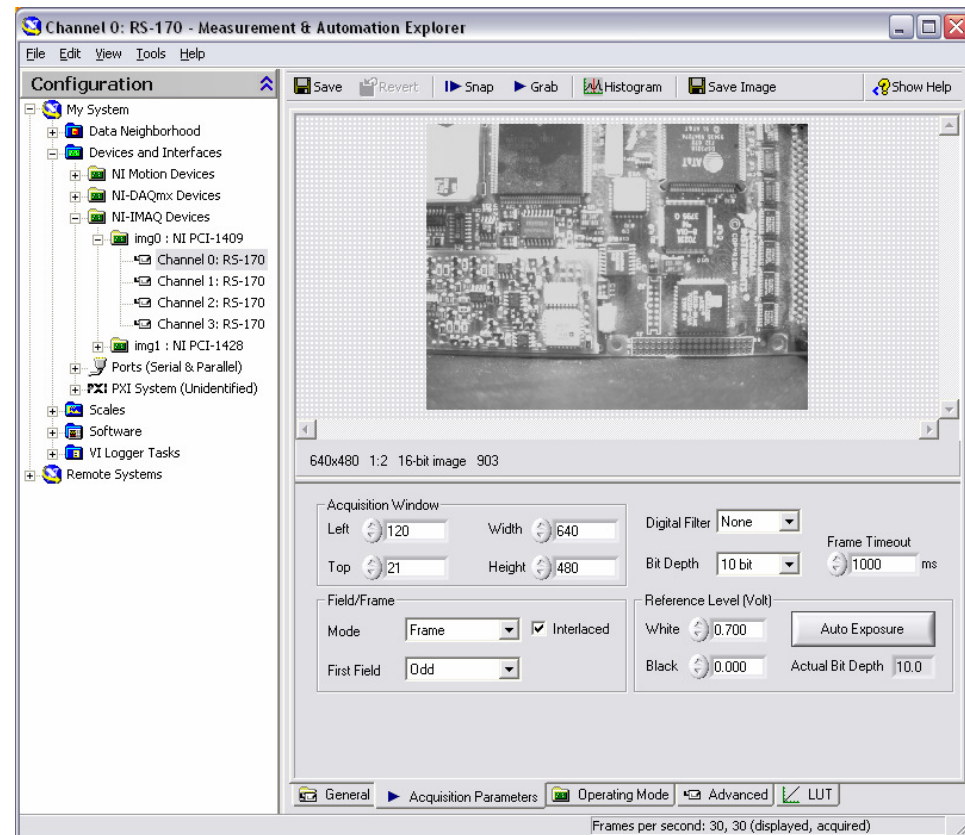 Channel 0: RS-170 - Measurement & Automation Explorer
File Edit View Tools Help
Configuration
My System
Data Neighborhood
Devices and Interfaces
NI Motion Devices
NI-DAQmx Devices
NI-IMAQ Devices
img0 : NI PCI-1409
Channel 0: RS-170
Channel 1: RS-170
Channel 2: RS-170
Channel 3: RS-170
img1 : NI PCI-1428
Ports (Serial & Parallel)
PXI PXI System (Unidentified)
Scales
Software
VI Logger Tasks
Remote Systems
Save Revert Snap Grab Histogram Save Image Show Help
AT&T
640x480 1:2 16-bit image 903
Acquisition Window
Left 120 Width 640
Top 21 Height 480
Digital Filter None
Bit Depth 10 bit
Frame Timeout
1000 ms
Field/Frame
Mode Frame Interlaced
First Field Odd
Reference Level (Volt)
White 0.700 Auto Exposure
Black 0.000 Actual Bit Depth 10.0
General Acquisition Parameters Operating Mode Advanced LUT
Frames per second: 30, 30 (displayed, acquired)